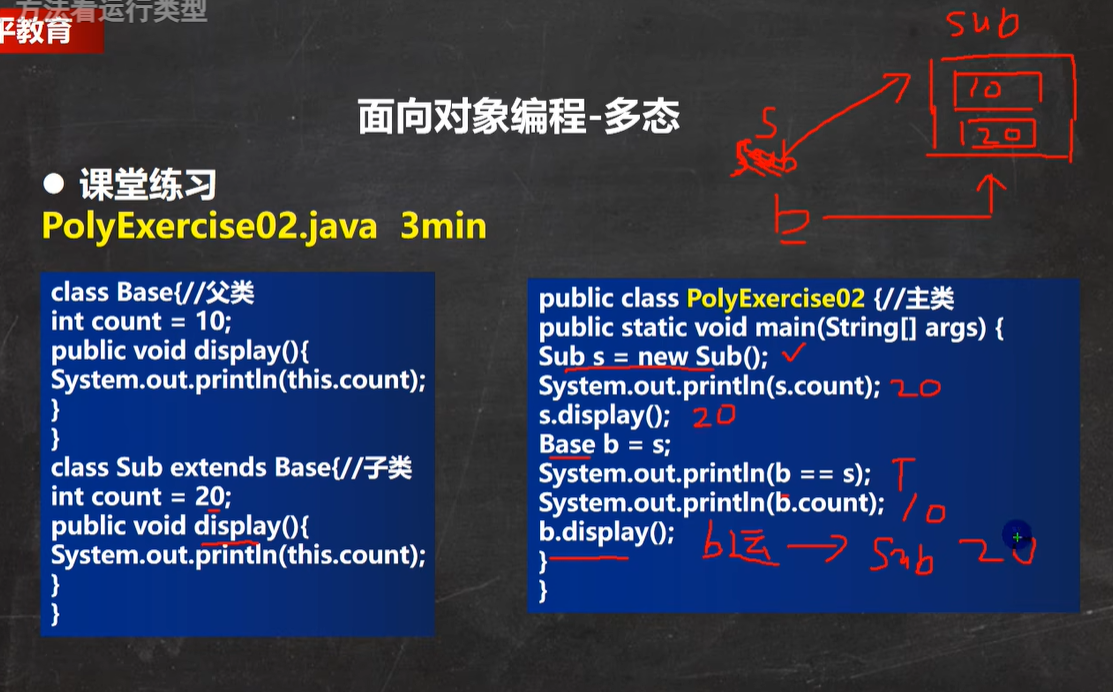 方法看运行类型
平教育
sub
10
20
s
b
面向对象编程-多态
● 课堂练习
PolyExercise02.java 3min
class Base{//父类
int count = 10;
public void display(){
System.out.println(this.count);
}
}
class Sub extends Base{//子类
int count = 20;
public void display(){
System.out.println(this.count);
}
}
public class PolyExercise02 {//主类
public static void main(String[] args) {
Sub s = new Sub(); ✓
System.out.println(s.count); 20
s.display(); 20
Base b = s;
System.out.println(b == s); T
System.out.println(b.count); 10
b.display(); b运 → Sub 20
}
}